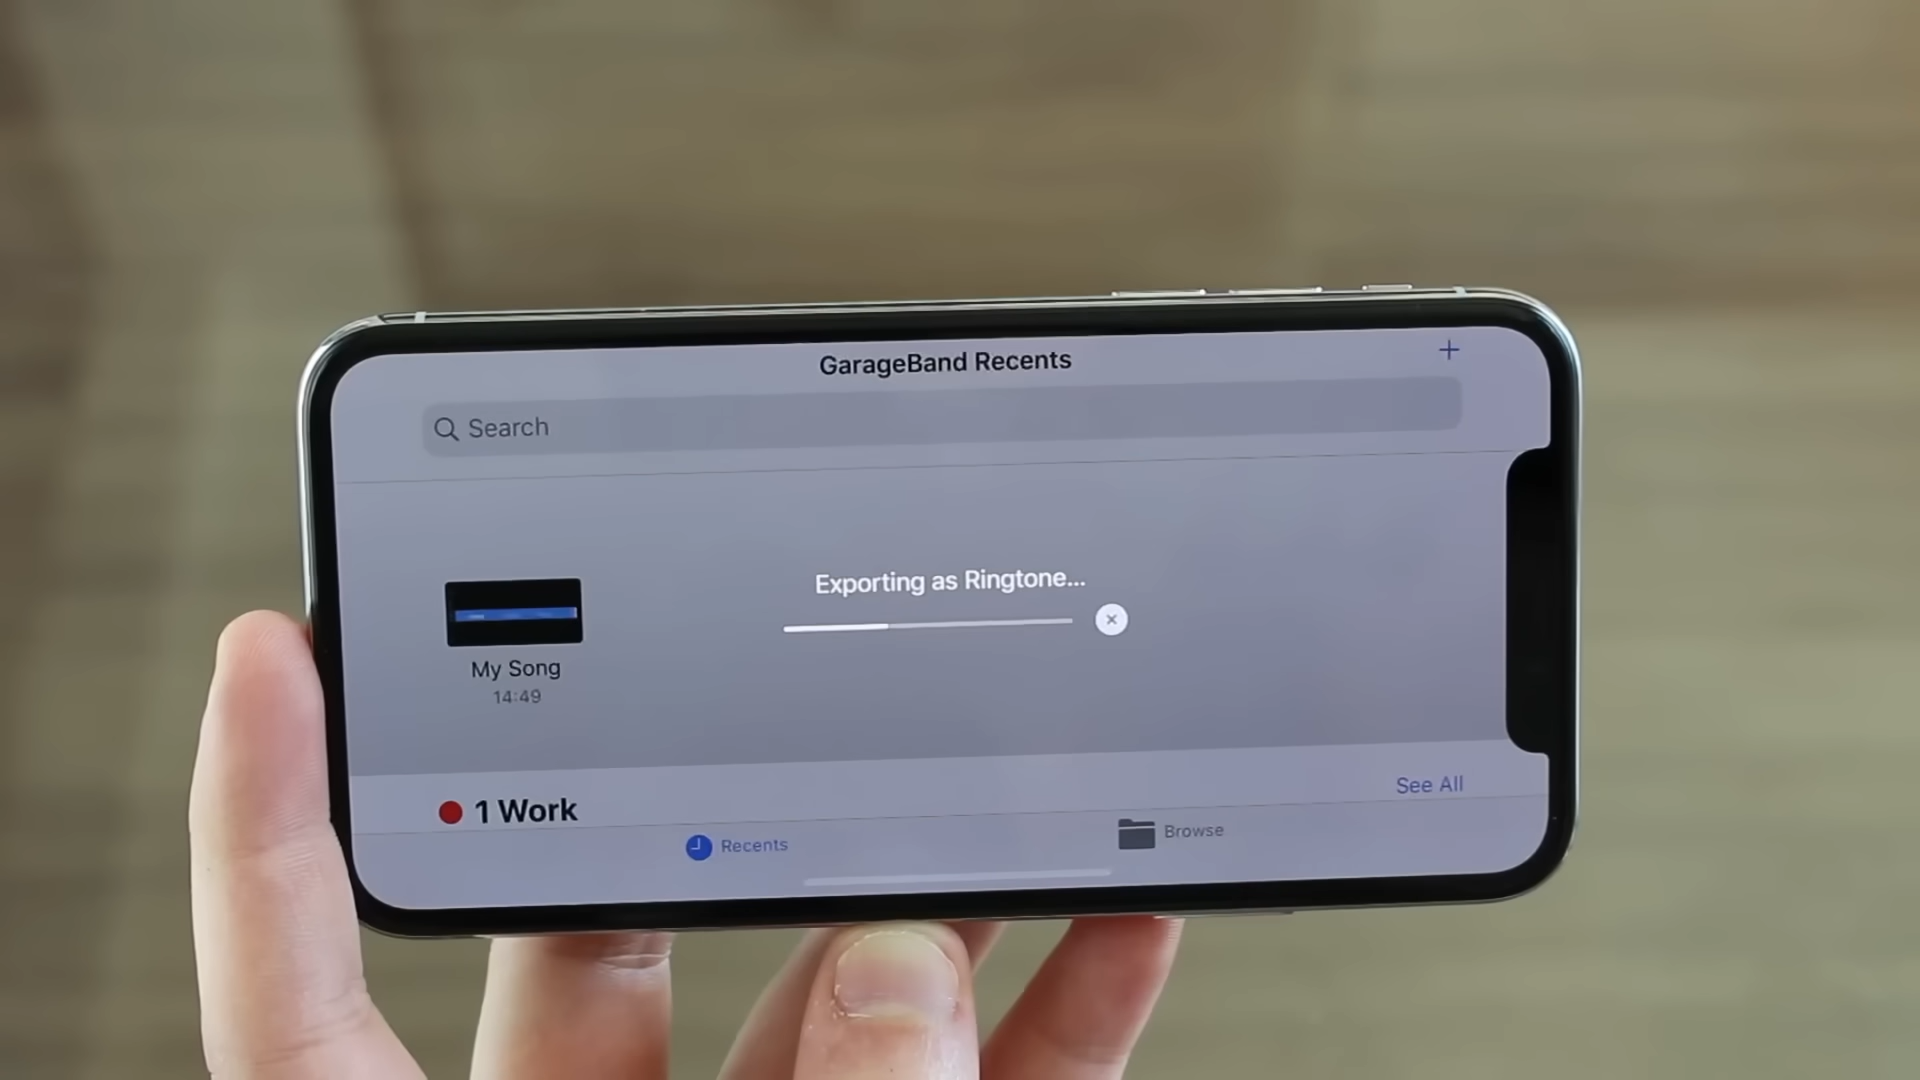 GarageBand Recents
Search
Exporting as Ringtone...
My Song
14:49
1 Work
See All
Recents
Browse